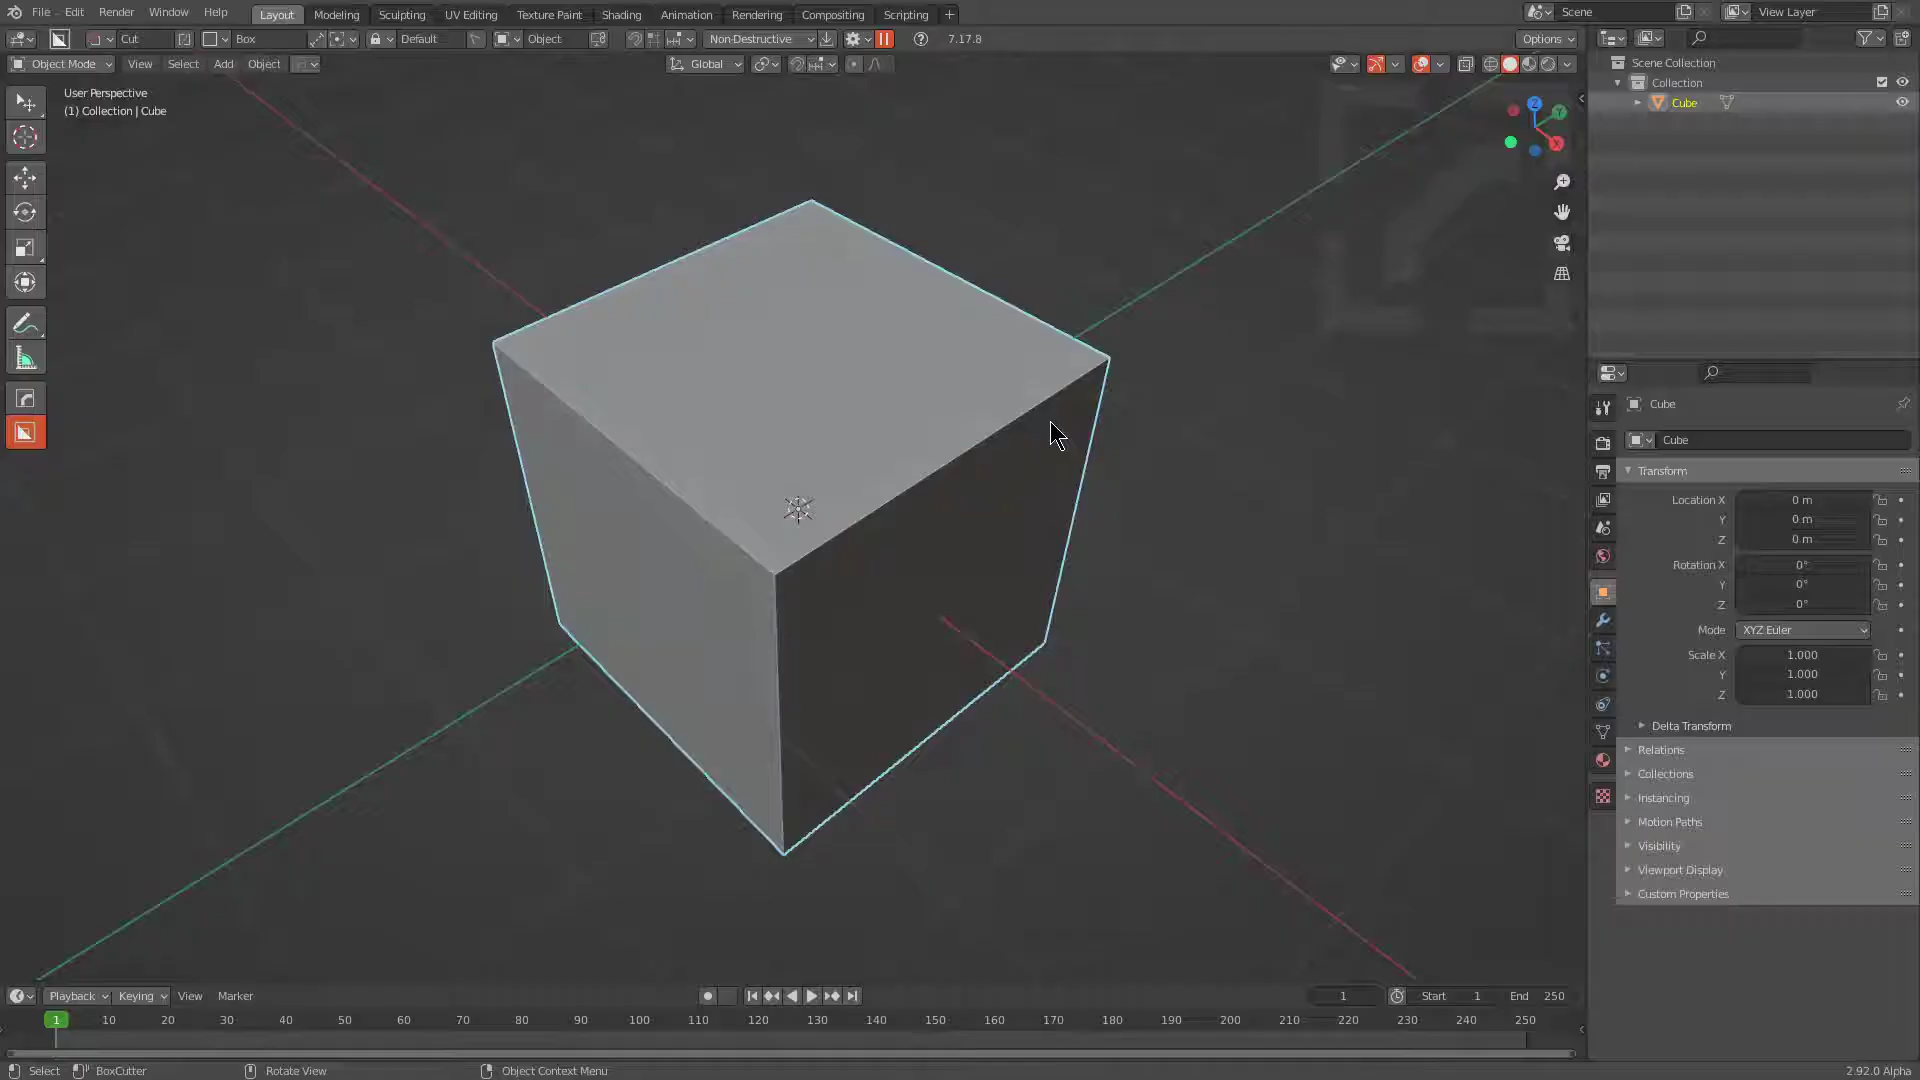 File Edit Render Window Help Layout Modeling Sculpting UV Editing Texture Paint Shading Animation Rendering Compositing Scripting + Scene View Layer
Cut Box Default Object Non-Destructive 7.17.8 Options
Object Mode View Select Add Object Global
User Perspective
(1) Collection | Cube
Z
Y
X
Scene Collection
Collection
Cube
Cube
Cube
Transform
Location X 0 m
Y 0 m
Z 0 m
Rotation X 0°
Y 0°
Z 0°
Mode XYZ Euler
Scale X 1.000
Y 1.000
Z 1.000
Delta Transform
Relations
Collections
Instancing
Motion Paths
Visibility
Viewport Display
Custom Properties
Playback Keying View Marker 1 Start 1 End 250
1 10 20 30 40 50 60 70 80 90 100 110 120 130 140 150 160 170 180 190 200 210 220 230 240 250
Select BoxCutter Rotate View Object Context Menu 2.92.0 Alpha